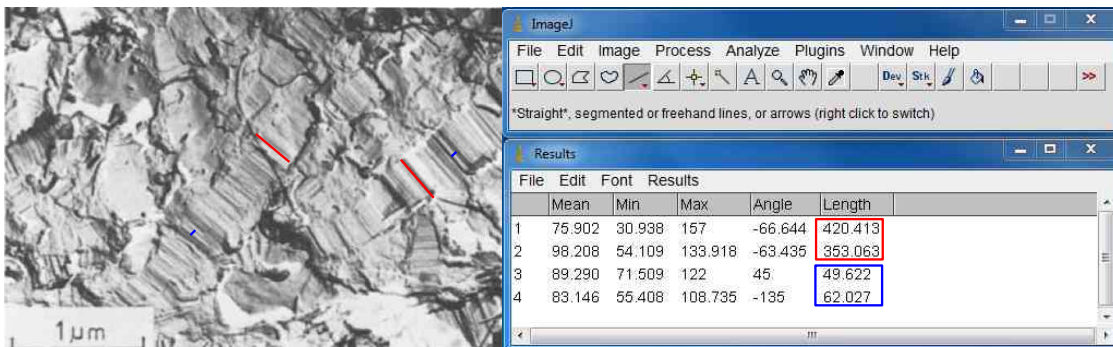 1μm
ImageJ
File Edit Image Process Analyze Plugins Window Help
A Dev Stk >>
*Straight*, segmented or freehand lines, or arrows (right click to switch)
Results
File Edit Font Results
Mean Min Max Angle Length
1 75.902 30.938 157 -66.644 420.413
2 98.208 54.109 133.918 -63.435 353.063
3 89.290 71.509 122 45 49.622
4 83.146 55.408 108.735 -135 62.027